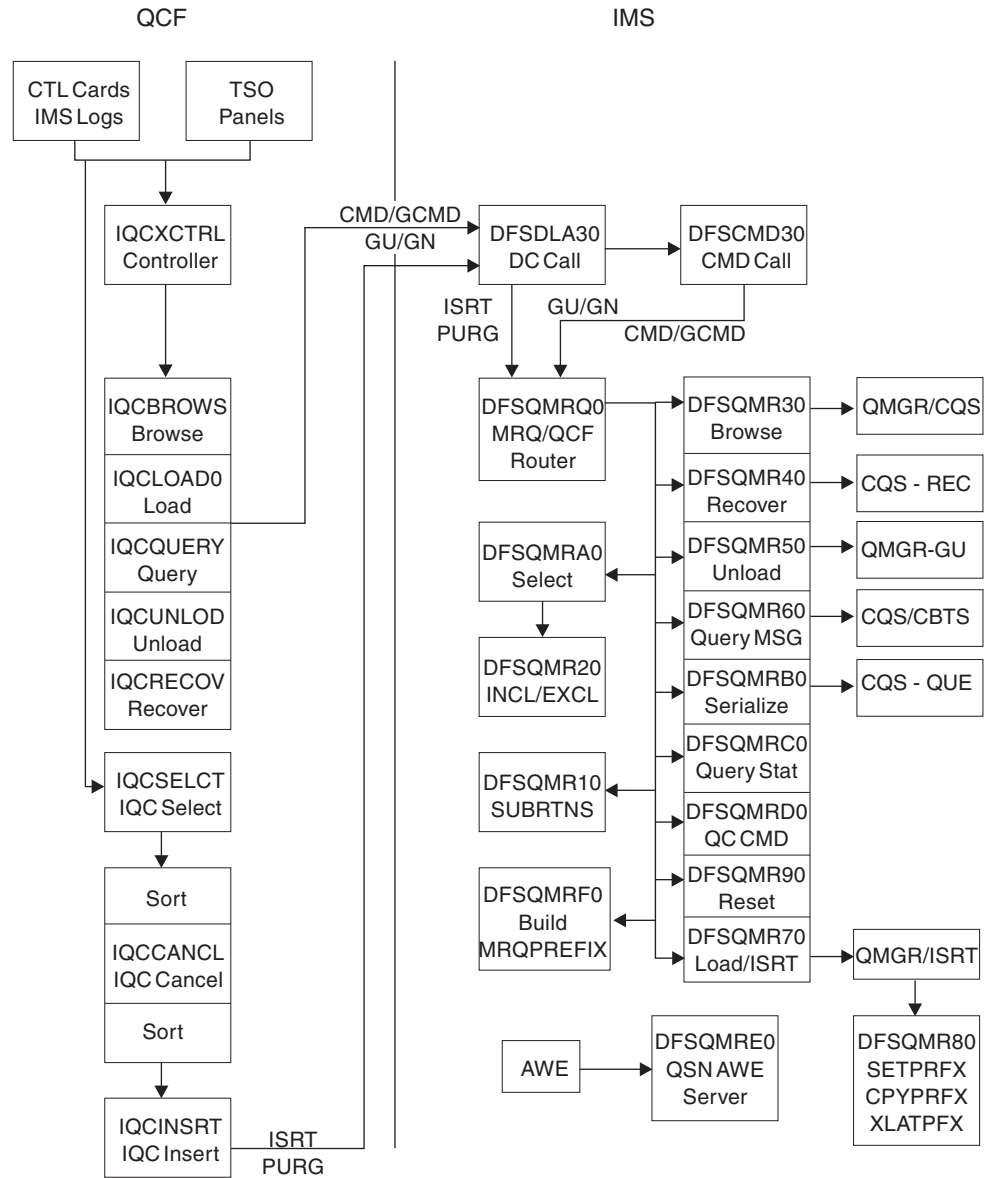 QCF
IMS
CTL Cards
IMS Logs
TSO
Panels
IQCXCTRL
Controller
IQCBROWS
Browse
IQCLOAD0
Load
IQCQUERY
Query
IQCUNLOD
Unload
IQCRECOV
Recover
IQCSELCT
IQC Select
Sort
IQCCANCL
IQC Cancel
Sort
IQCINSRT
IQC Insert
ISRT
PURG
CMD/GCMD
GU/GN
DFSDLA30
DC Call
DFSCMD30
CMD Call
ISRT
PURG
GU/GN
CMD/GCMD
DFSQMRQ0
MRQ/QCF
Router
DFSQMRA0
Select
DFSQMR20
INCL/EXCL
DFSQMR10
SUBRTNS
DFSQMRF0
Build
MRQPREFIX
DFSQMR30
Browse
DFSQMR40
Recover
DFSQMR50
Unload
DFSQMR60
Query MSG
DFSQMRB0
Serialize
DFSQMRC0
Query Stat
DFSQMRD0
QC CMD
DFSQMR90
Reset
DFSQMR70
Load/ISRT
QMGR/CQS
CQS - REC
QMGR-GU
CQS/CBTS
CQS - QUE
QMGR/ISRT
DFSQMR80
SETPRFX
CPYPRFX
XLATPFX
AWE
DFSQMRE0
QSN AWE
Server